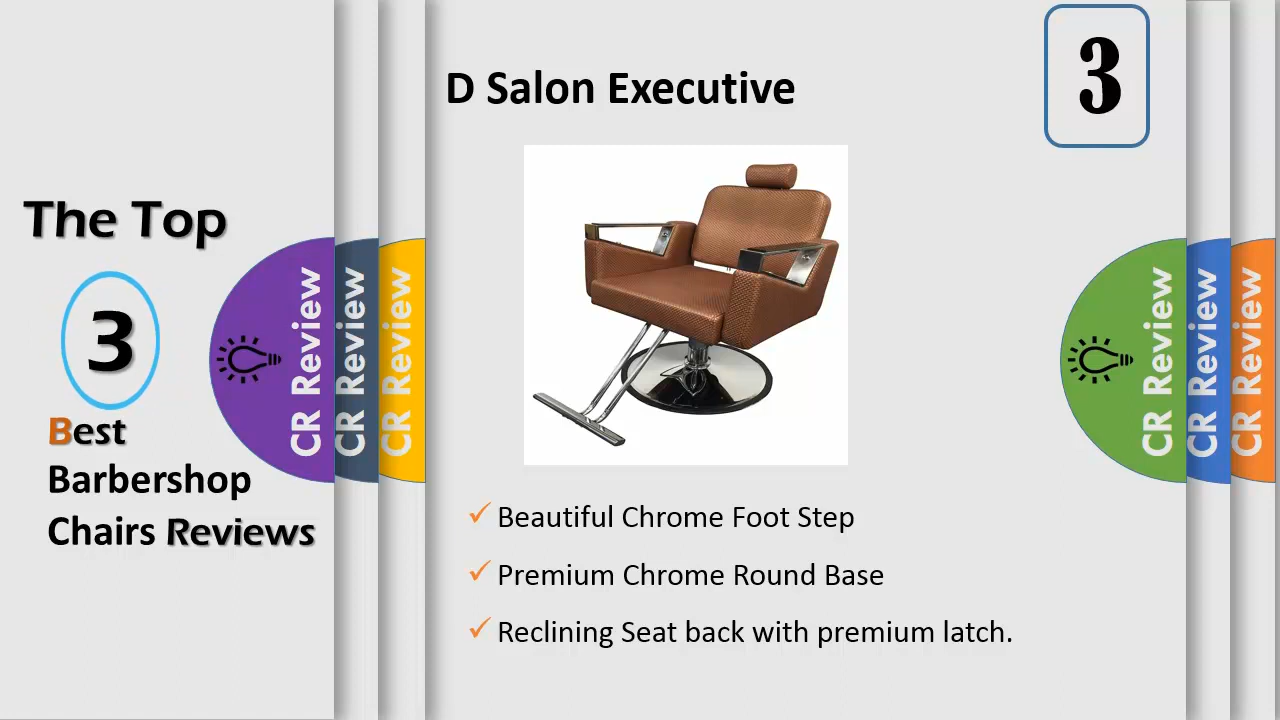 The Top
3
Best
Barbershop
Chairs Reviews
CR Review
CR Review
CR Review
D Salon Executive
3
Beautiful Chrome Foot Step
Premium Chrome Round Base
Reclining Seat back with premium latch.
CR Review
CR Review
CR Review